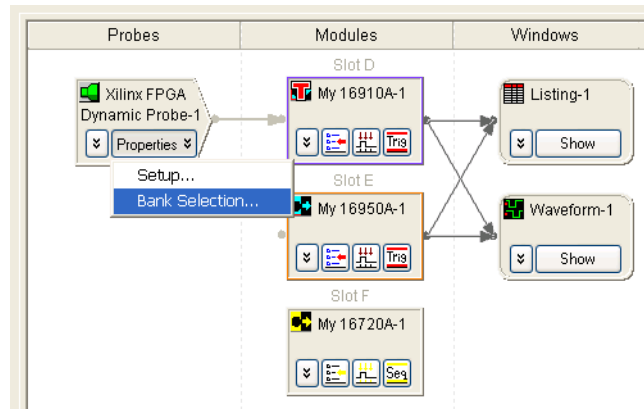 Probes
Modules
Windows
Slot D
Xilinx FPGA
Dynamic Probe-1
Properties
Setup...
Bank Selection...
My 16910A-1
Trig
Listing-1
Show
Slot E
My 16950A-1
Trig
Waveform-1
Show
Slot F
My 16720A-1
Seq